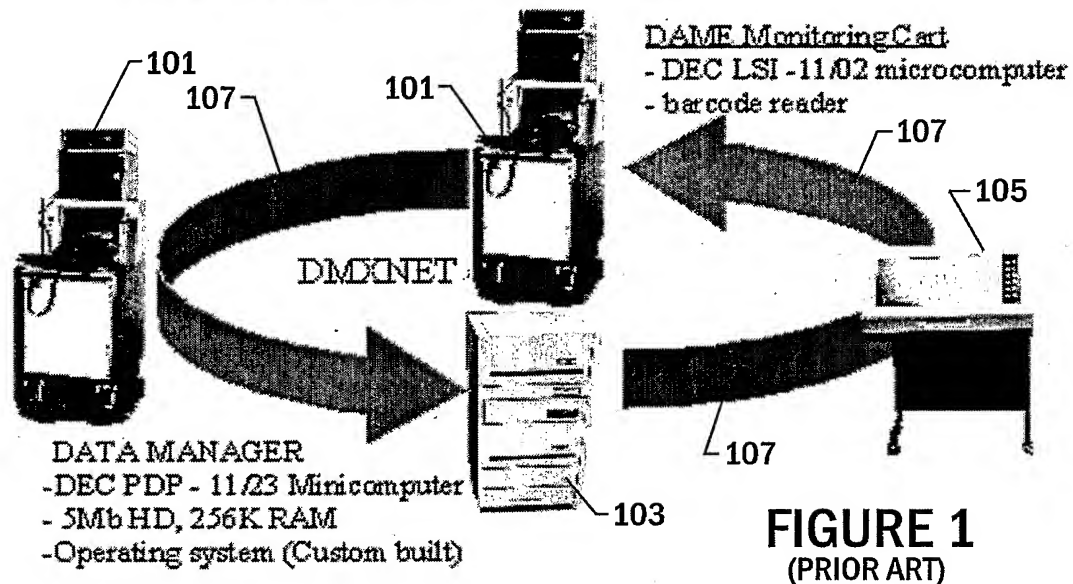 DAME MonitoringCart
- DEC LSI -11/02 microcomputer
- barcode reader
101
107
101
107
105
DMXNET
107
103
DATA MANAGER
-DEC PDP - 11/23 Minicomputer
- 5Mb HD, 256K RAM
-Operating system (Custom built)
FIGURE 1
(PRIOR ART)